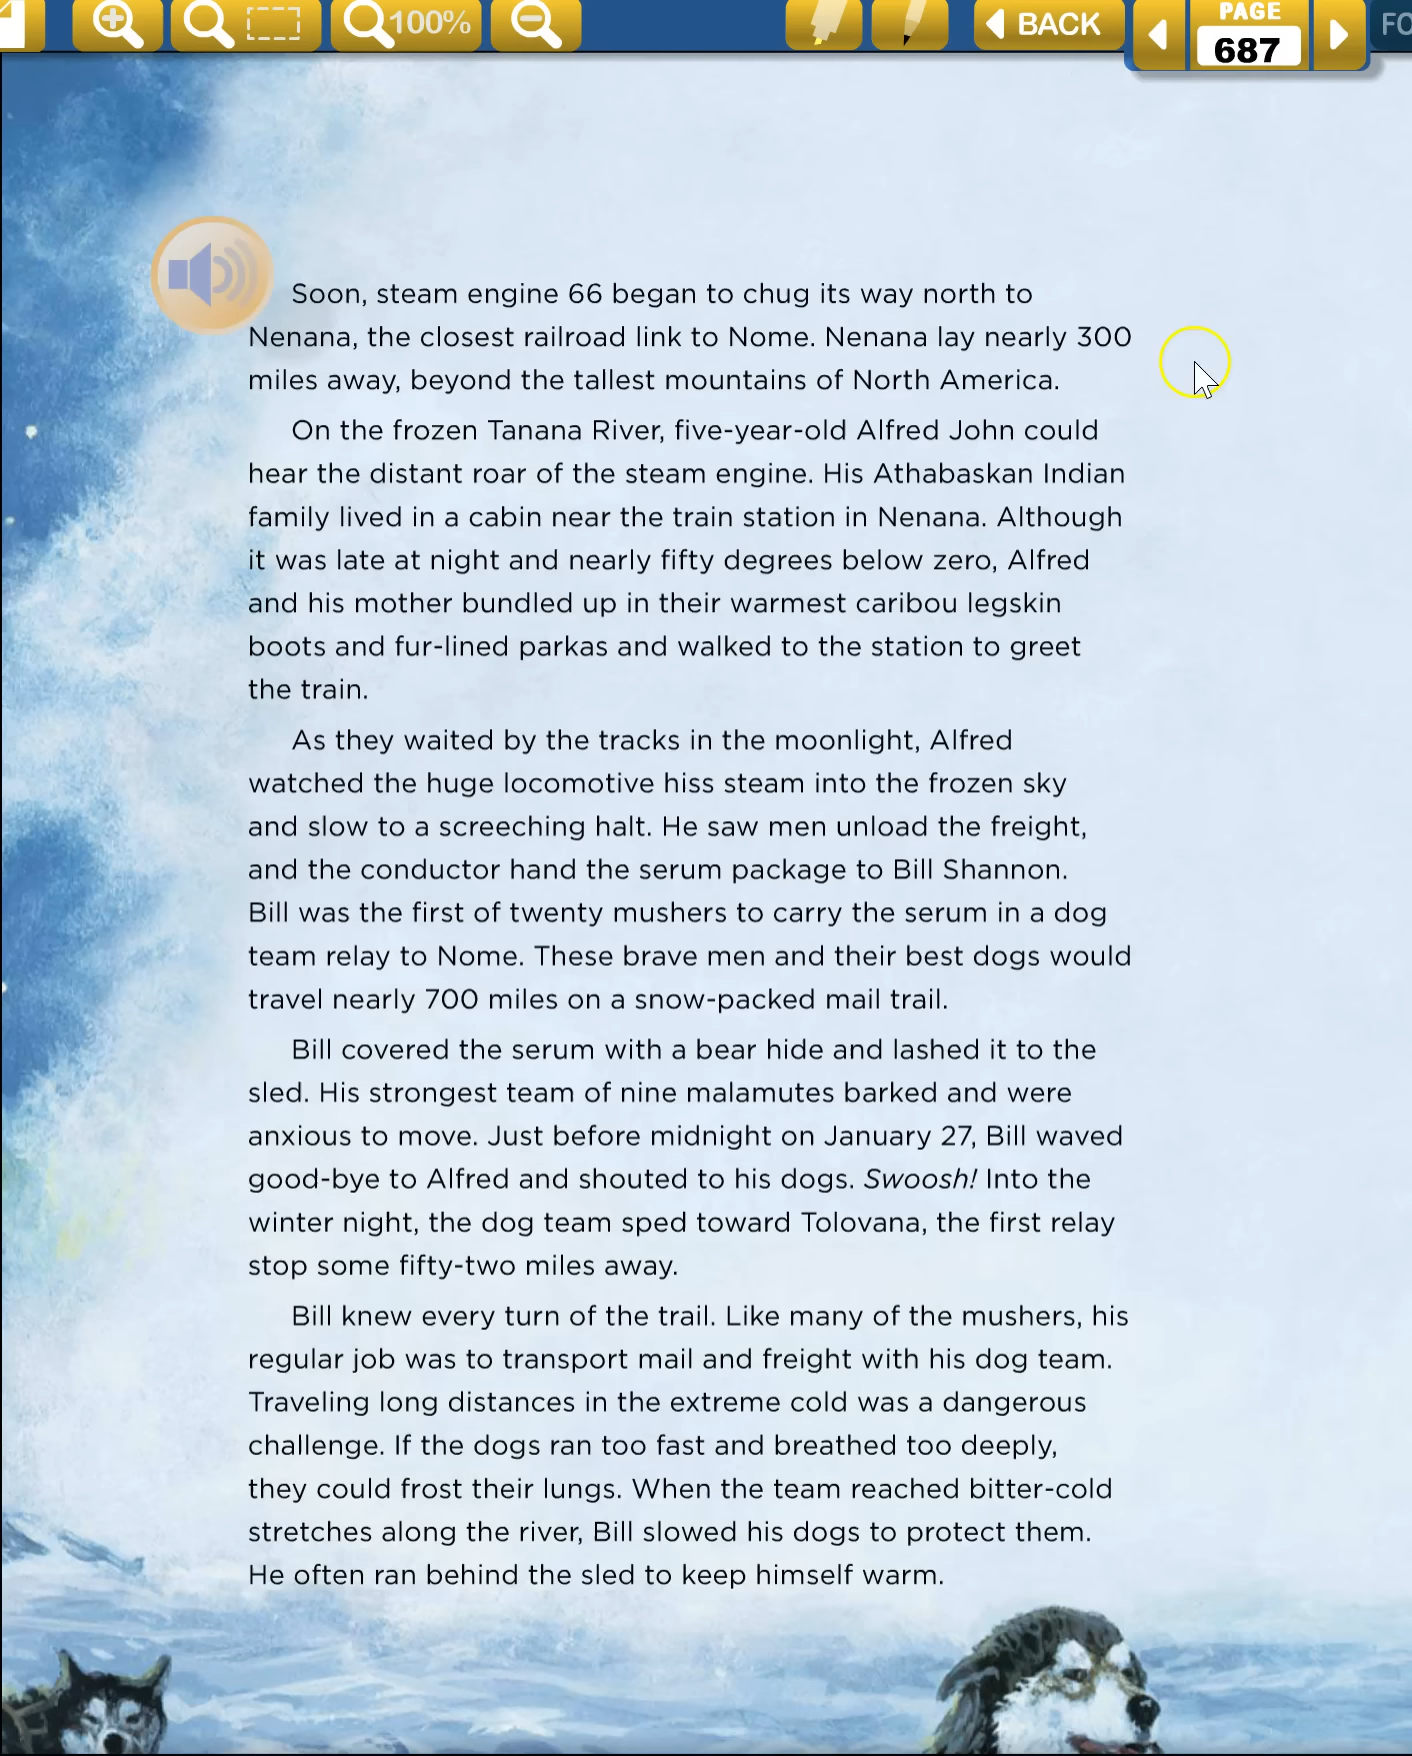 100%
BACK
PAGE
687
FO
Soon, steam engine 66 began to chug its way north to
Nenana, the closest railroad link to Nome. Nenana lay nearly 300
miles away, beyond the tallest mountains of North America.
On the frozen Tanana River, five-year-old Alfred John could
hear the distant roar of the steam engine. His Athabaskan Indian
family lived in a cabin near the train station in Nenana. Although
it was late at night and nearly fifty degrees below zero, Alfred
and his mother bundled up in their warmest caribou legskin
boots and fur-lined parkas and walked to the station to greet
the train.
As they waited by the tracks in the moonlight, Alfred
watched the huge locomotive hiss steam into the frozen sky
and slow to a screeching halt. He saw men unload the freight,
and the conductor hand the serum package to Bill Shannon.
Bill was the first of twenty mushers to carry the serum in a dog
team relay to Nome. These brave men and their best dogs would
travel nearly 700 miles on a snow-packed mail trail.
Bill covered the serum with a bear hide and lashed it to the
sled. His strongest team of nine malamutes barked and were
anxious to move. Just before midnight on January 27, Bill waved
good-bye to Alfred and shouted to his dogs. Swoosh! Into the
winter night, the dog team sped toward Tolovana, the first relay
stop some fifty-two miles away.
Bill knew every turn of the trail. Like many of the mushers, his
regular job was to transport mail and freight with his dog team.
Traveling long distances in the extreme cold was a dangerous
challenge. If the dogs ran too fast and breathed too deeply,
they could frost their lungs. When the team reached bitter-cold
stretches along the river, Bill slowed his dogs to protect them.
He often ran behind the sled to keep himself warm.